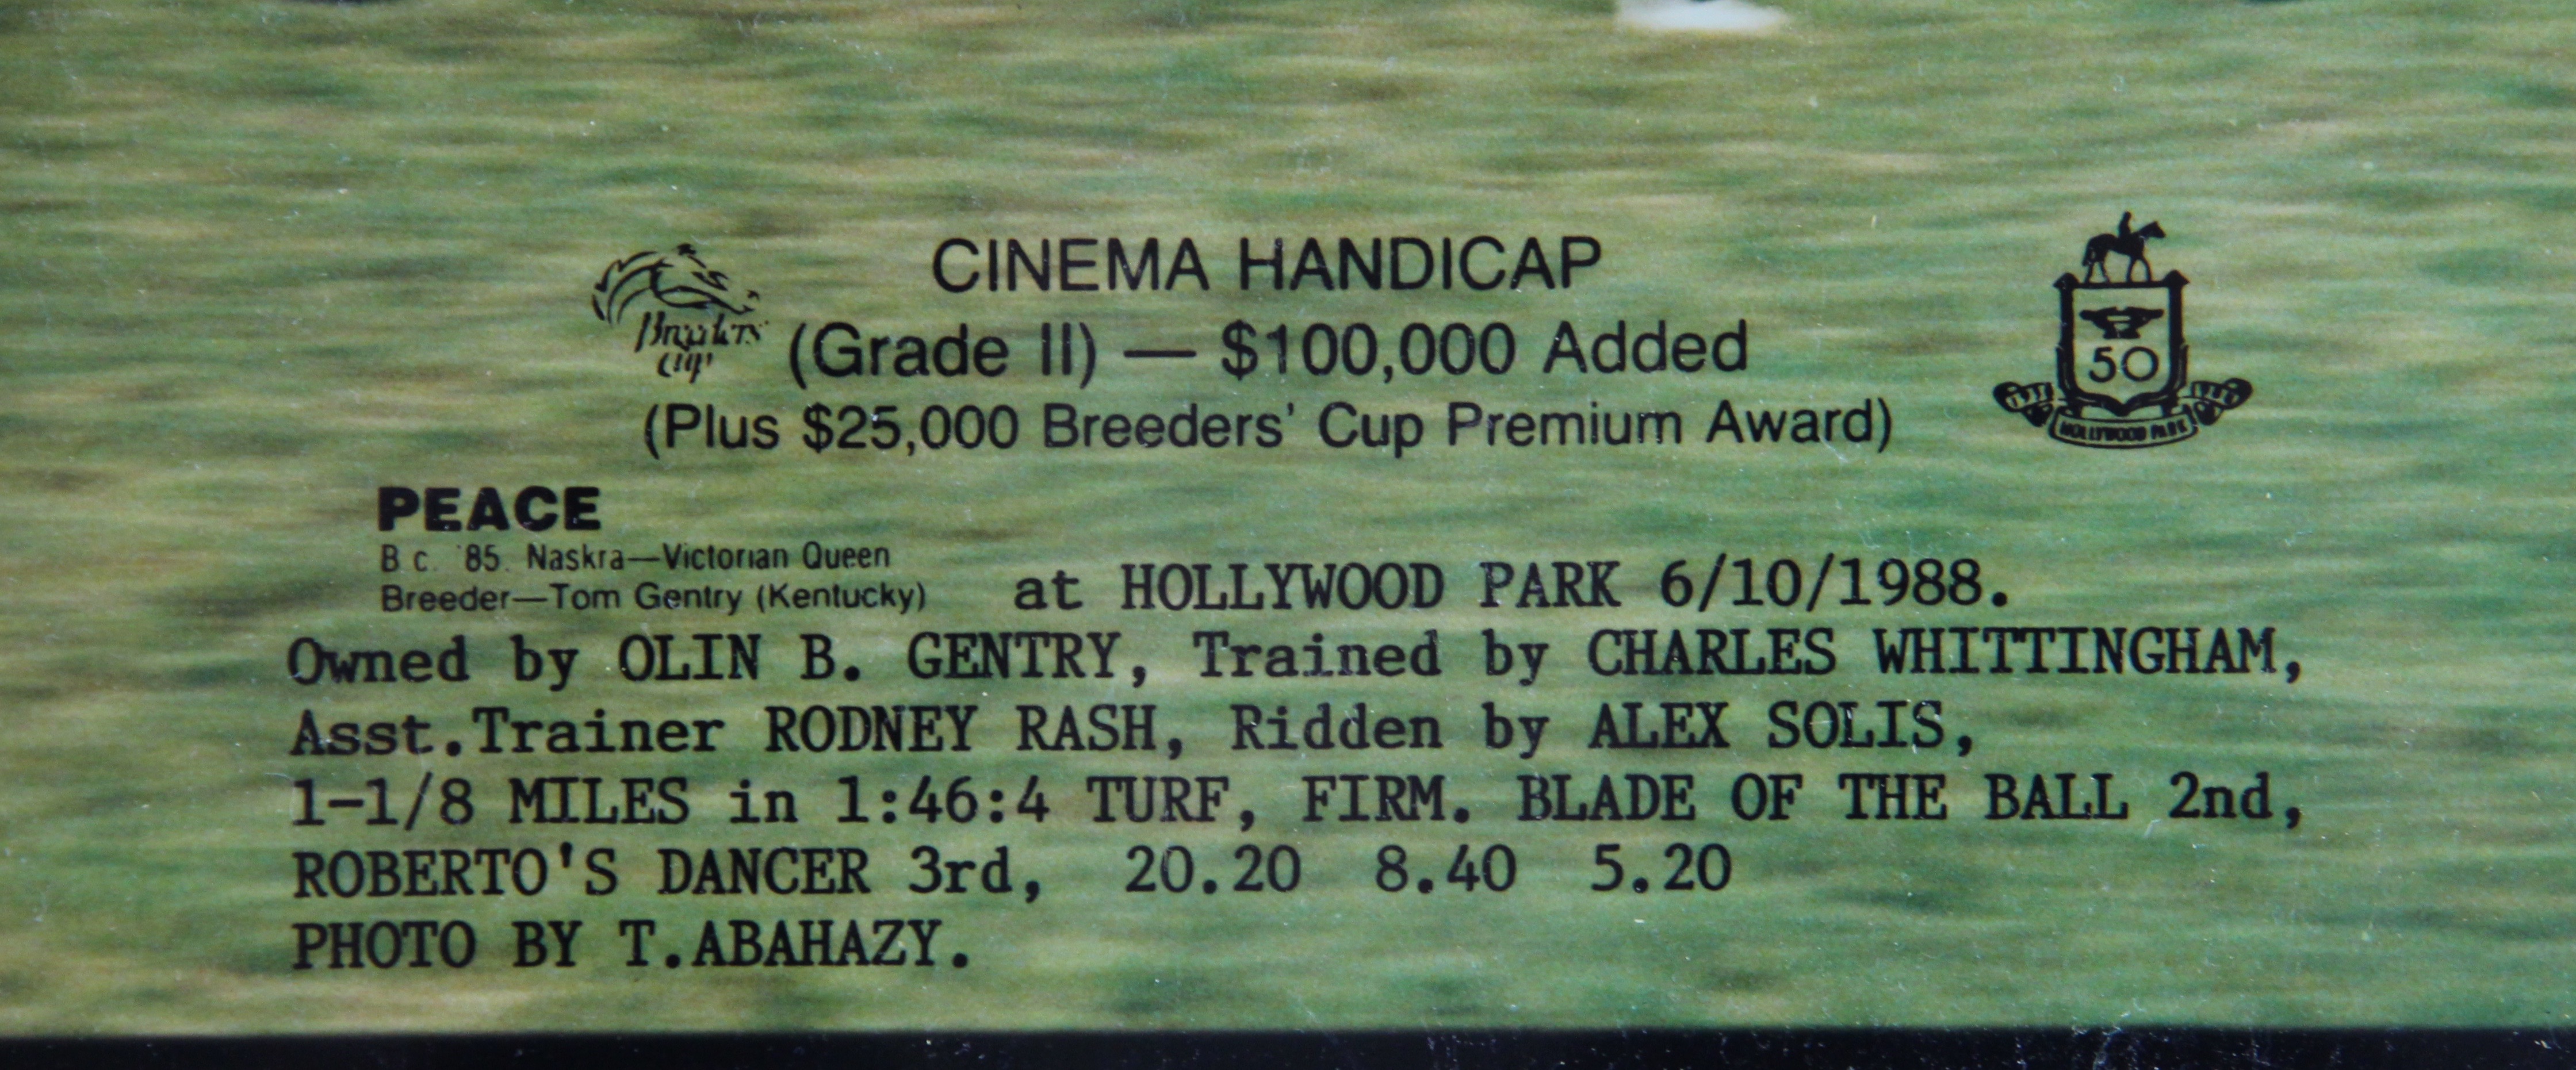 CINEMA HANDICAP
Breeders' Cup
(Grade II) — $100,000 Added
(Plus $25,000 Breeders' Cup Premium Award)
50
1938 1988
HOLLYWOOD PARK
PEACE
B c. '85. Naskra—Victorian Queen
Breeder—Tom Gentry (Kentucky)
at HOLLYWOOD PARK 6/10/1988.
Owned by OLIN B. GENTRY, Trained by CHARLES WHITTINGHAM,
Asst.Trainer RODNEY RASH, Ridden by ALEX SOLIS,
1-1/8 MILES in 1:46:4 TURF, FIRM. BLADE OF THE BALL 2nd,
ROBERTO'S DANCER 3rd, 20.20 8.40 5.20
PHOTO BY T.ABAHAZY.